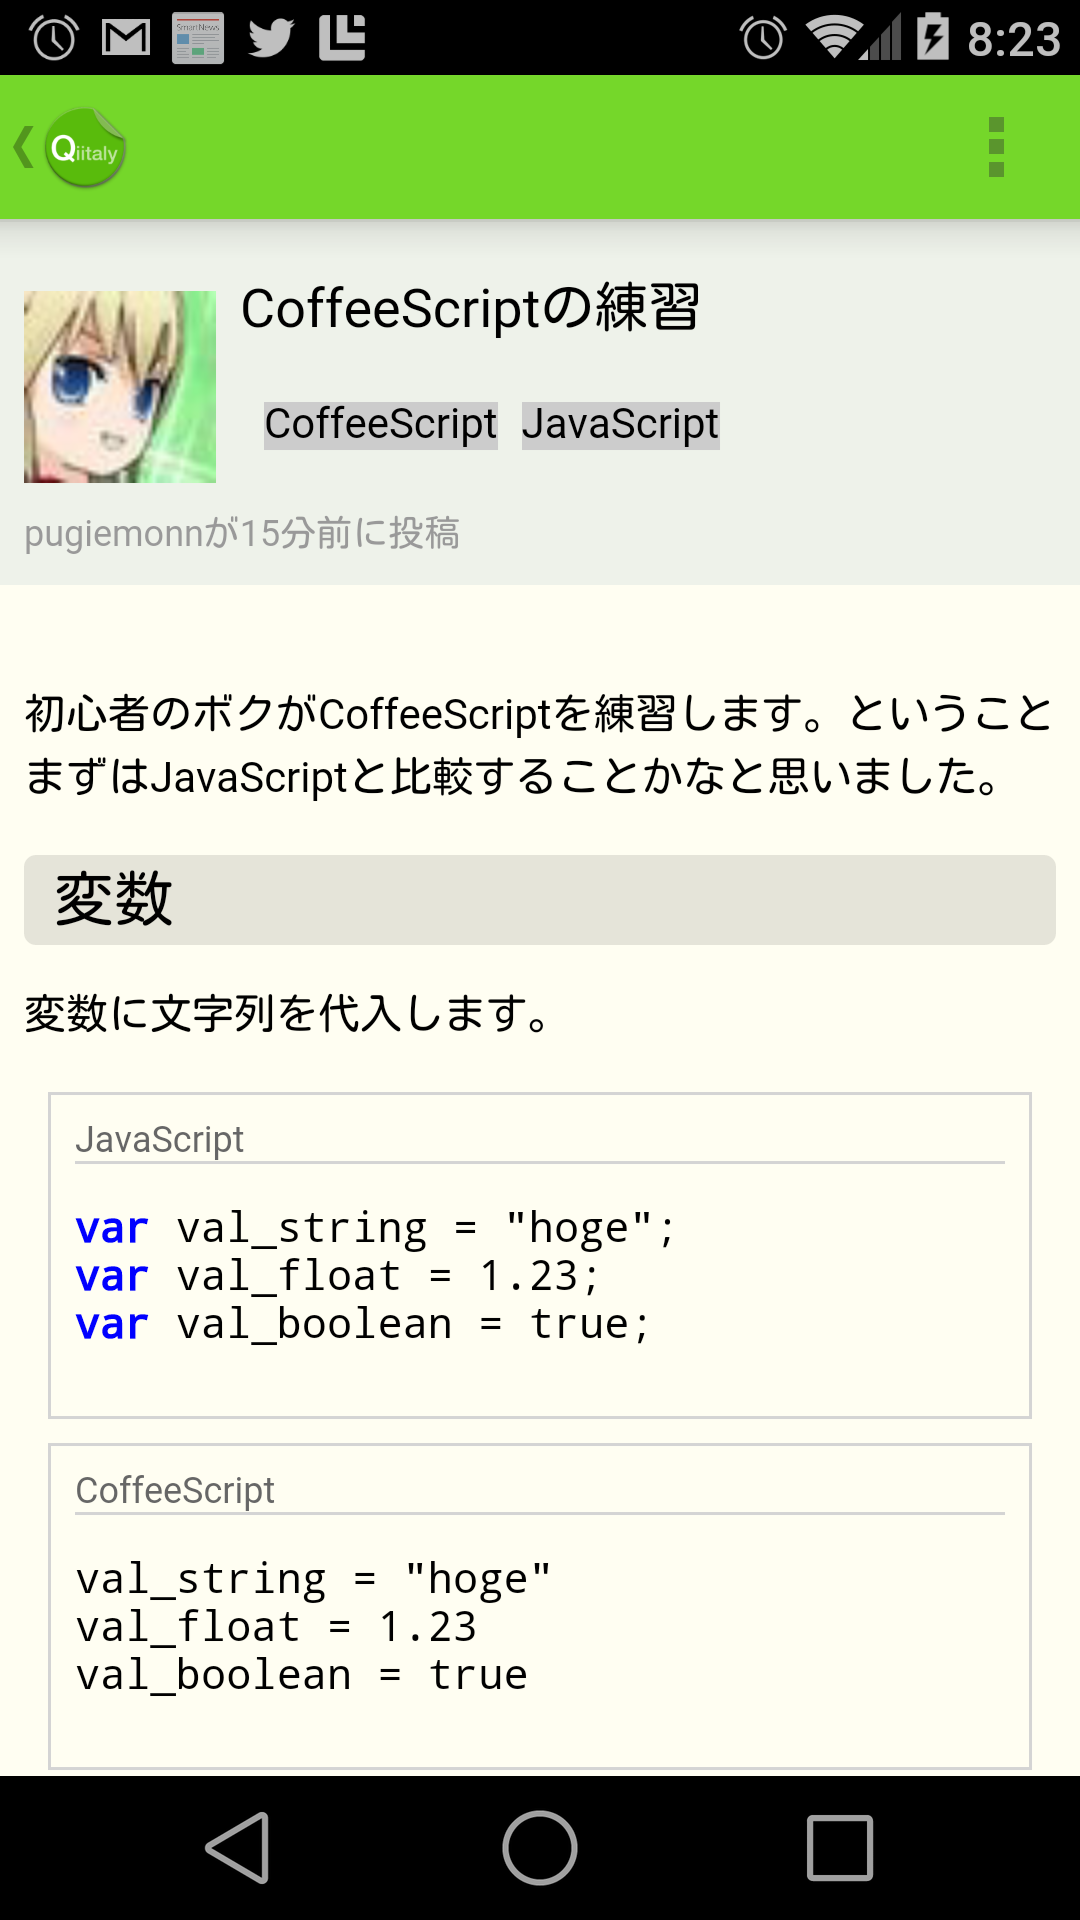 SmartNews
8:23
Qiitaly
CoffeeScriptの練習
CoffeeScript JavaScript
pugiemonnが15分前に投稿
初心者のボクがCoffeeScriptを練習します。ということ
まずはJavaScriptと比較することかなと思いました。
変数
変数に文字列を代入します。
JavaScript
var val_string = "hoge";
var val_float = 1.23;
var val_boolean = true;
CoffeeScript
val_string = "hoge"
val_float = 1.23
val_boolean = true